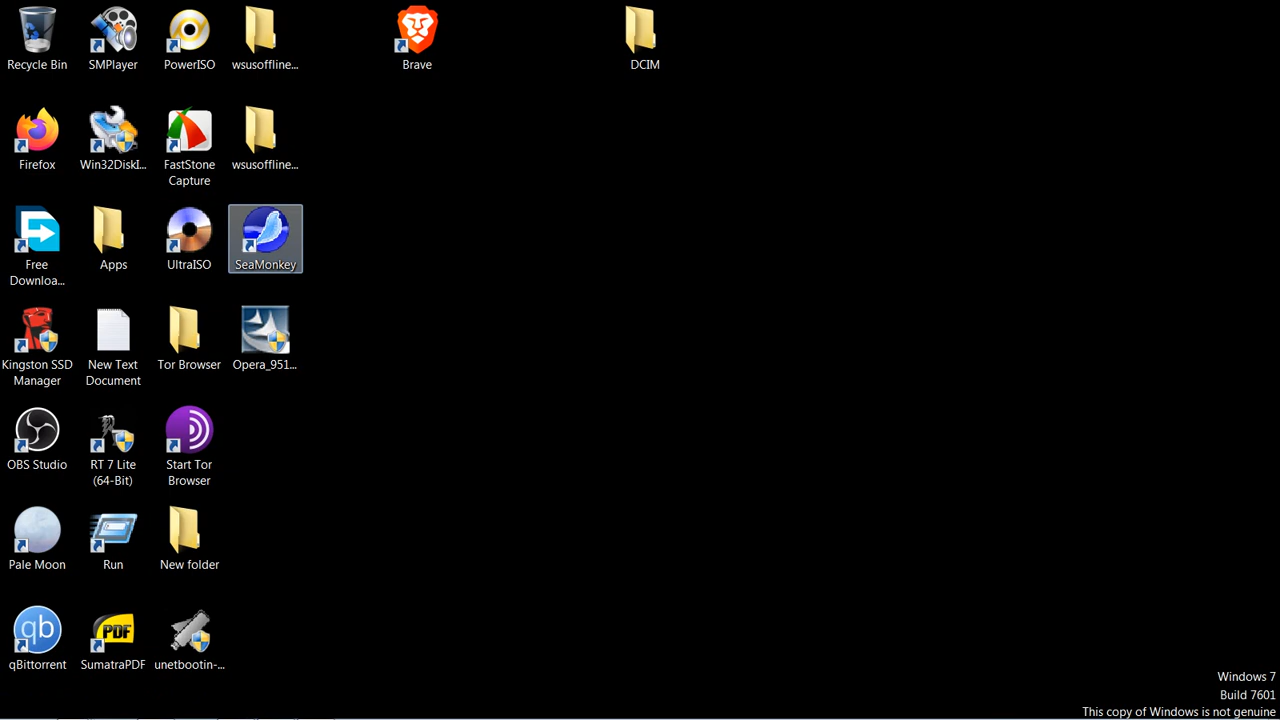 Recycle Bin
SMPlayer
PowerISO
wsusoffline...
Brave
DCIM
Firefox
Win32DiskI...
FastStone
Capture
wsusoffline...
Free
Downloa...
Apps
UltraISO
SeaMonkey
Kingston SSD
Manager
New Text
Document
Tor Browser
Opera_951...
OBS Studio
RT 7 Lite
(64-Bit)
Start Tor
Browser
Pale Moon
Run
New folder
qb
qBittorrent
PDF
SumatraPDF
unetbootin-...
Windows 7
Build 7601
This copy of Windows is not genuine